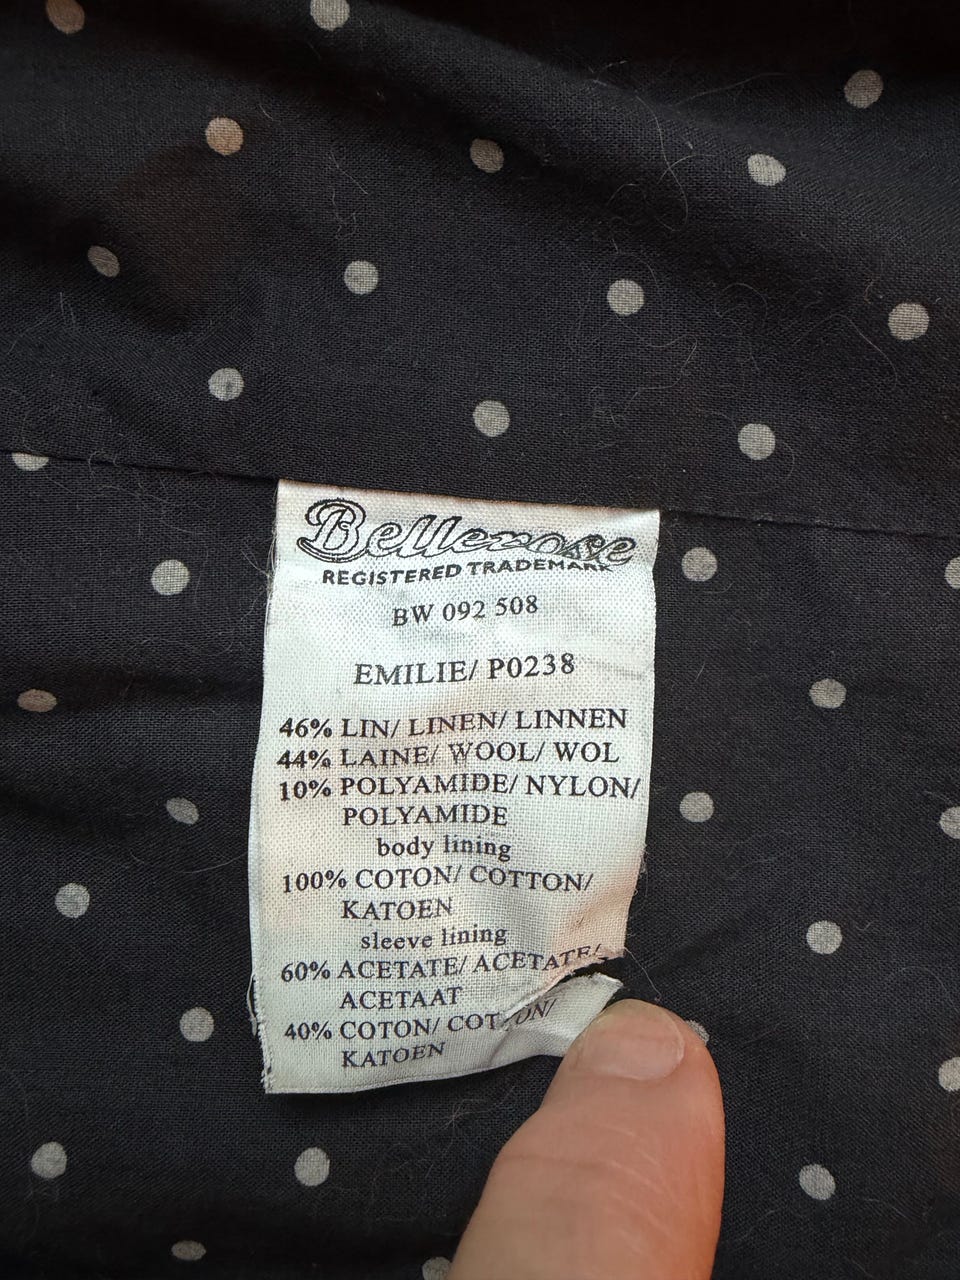 Bellerose
REGISTERED TRADEMARK
BW 092 508
EMILIE/ P0238
46% LIN/ LINEN/ LINNEN
44% LAINE/ WOOL/ WOL
10% POLYAMIDE/ NYLON/
POLYAMIDE
body lining
100% COTON/ COTTON/
KATOEN
sleeve lining
60% ACETATE/ ACETATE/
ACETAAT
40% COTON/ COTTON/
KATOEN